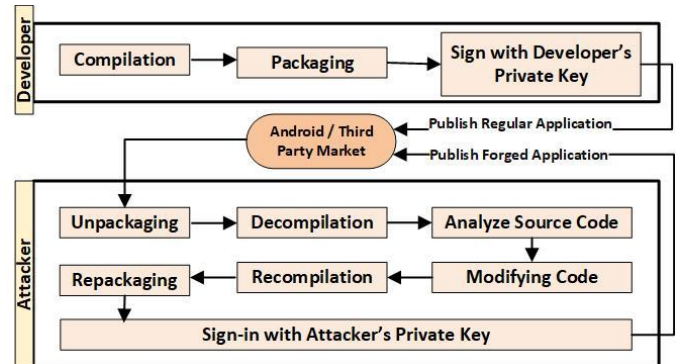 Developer
Compilation
Packaging
Sign with Developer's
Private Key
Android / Third
Party Market
Publish Regular Application
Publish Forged Application
Attacker
Unpackaging
Decompilation
Analyze Source Code
Repackaging
Recompilation
Modifying Code
Sign-in with Attacker's Private Key